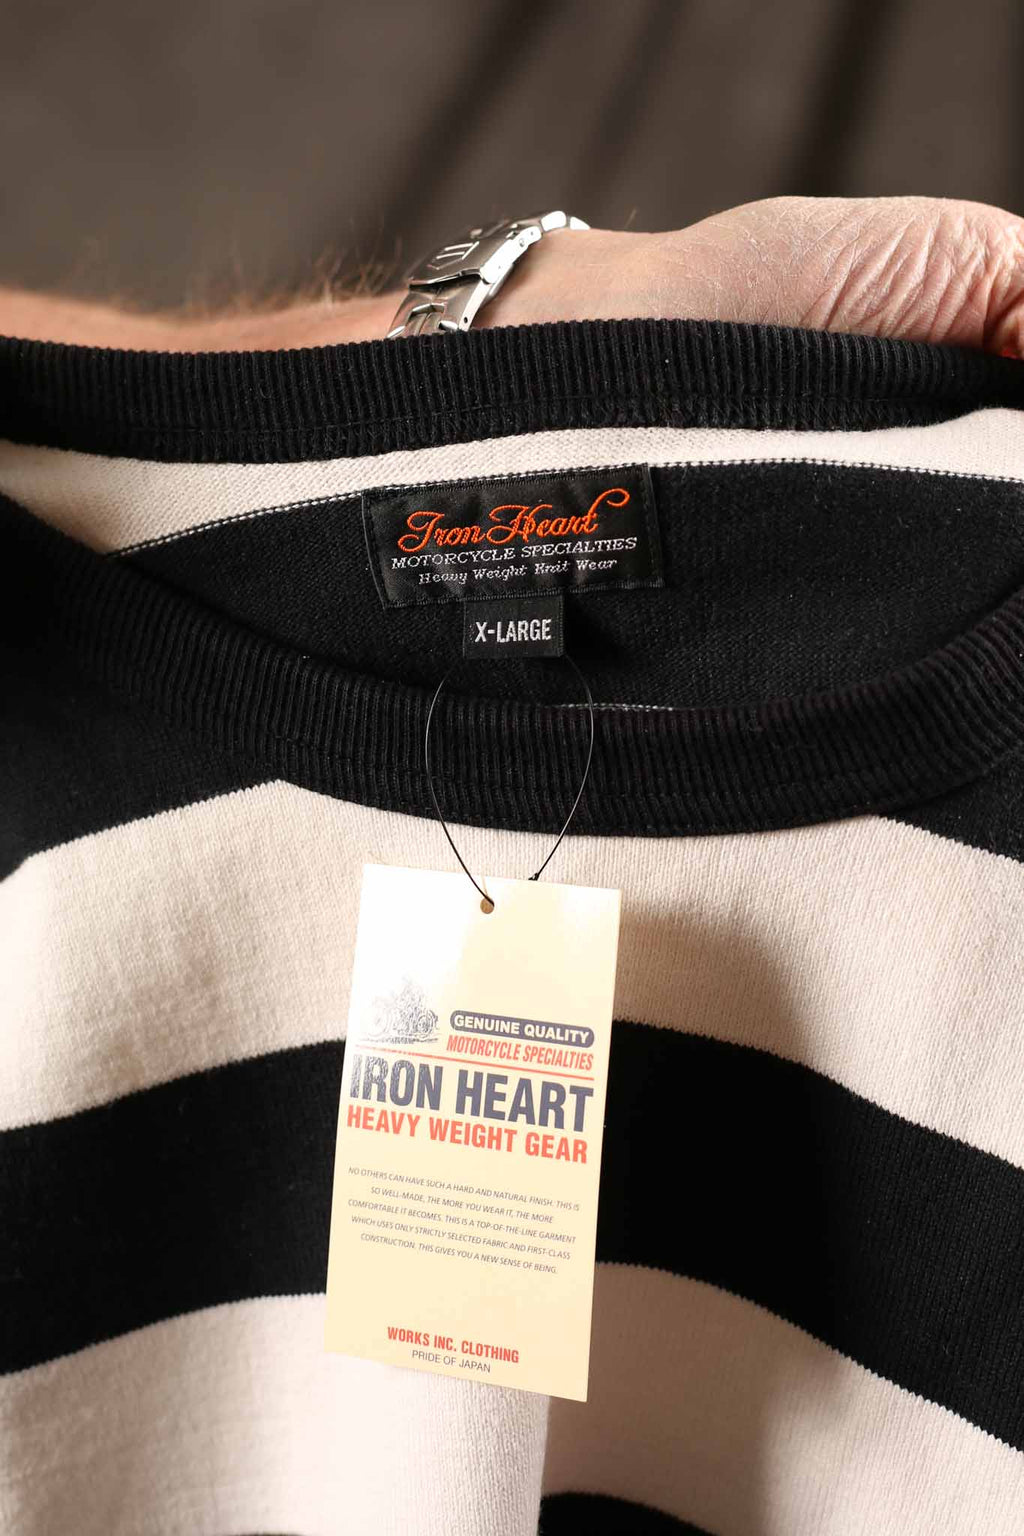 Iron Heart
MOTORCYCLE SPECIALTIES
Heavy Weight Knit Wear
X-LARGE
GENUINE QUALITY
MOTORCYCLE SPECIALTIES
IRON HEART
HEAVY WEIGHT GEAR
NO OTHERS CAN HAVE SUCH A HARD AND NATURAL FINISH. THIS IS
SO WELL-MADE, THE MORE YOU WEAR IT, THE MORE
COMFORTABLE IT BECOMES. THIS IS A TOP-OF-THE-LINE GARMENT
WHICH USES ONLY STRICTLY SELECTED FABRIC AND FIRST-CLASS
CONSTRUCTION. THIS GIVES YOU A NEW SENSE OF BEING.
WORKS INC. CLOTHING
PRIDE OF JAPAN